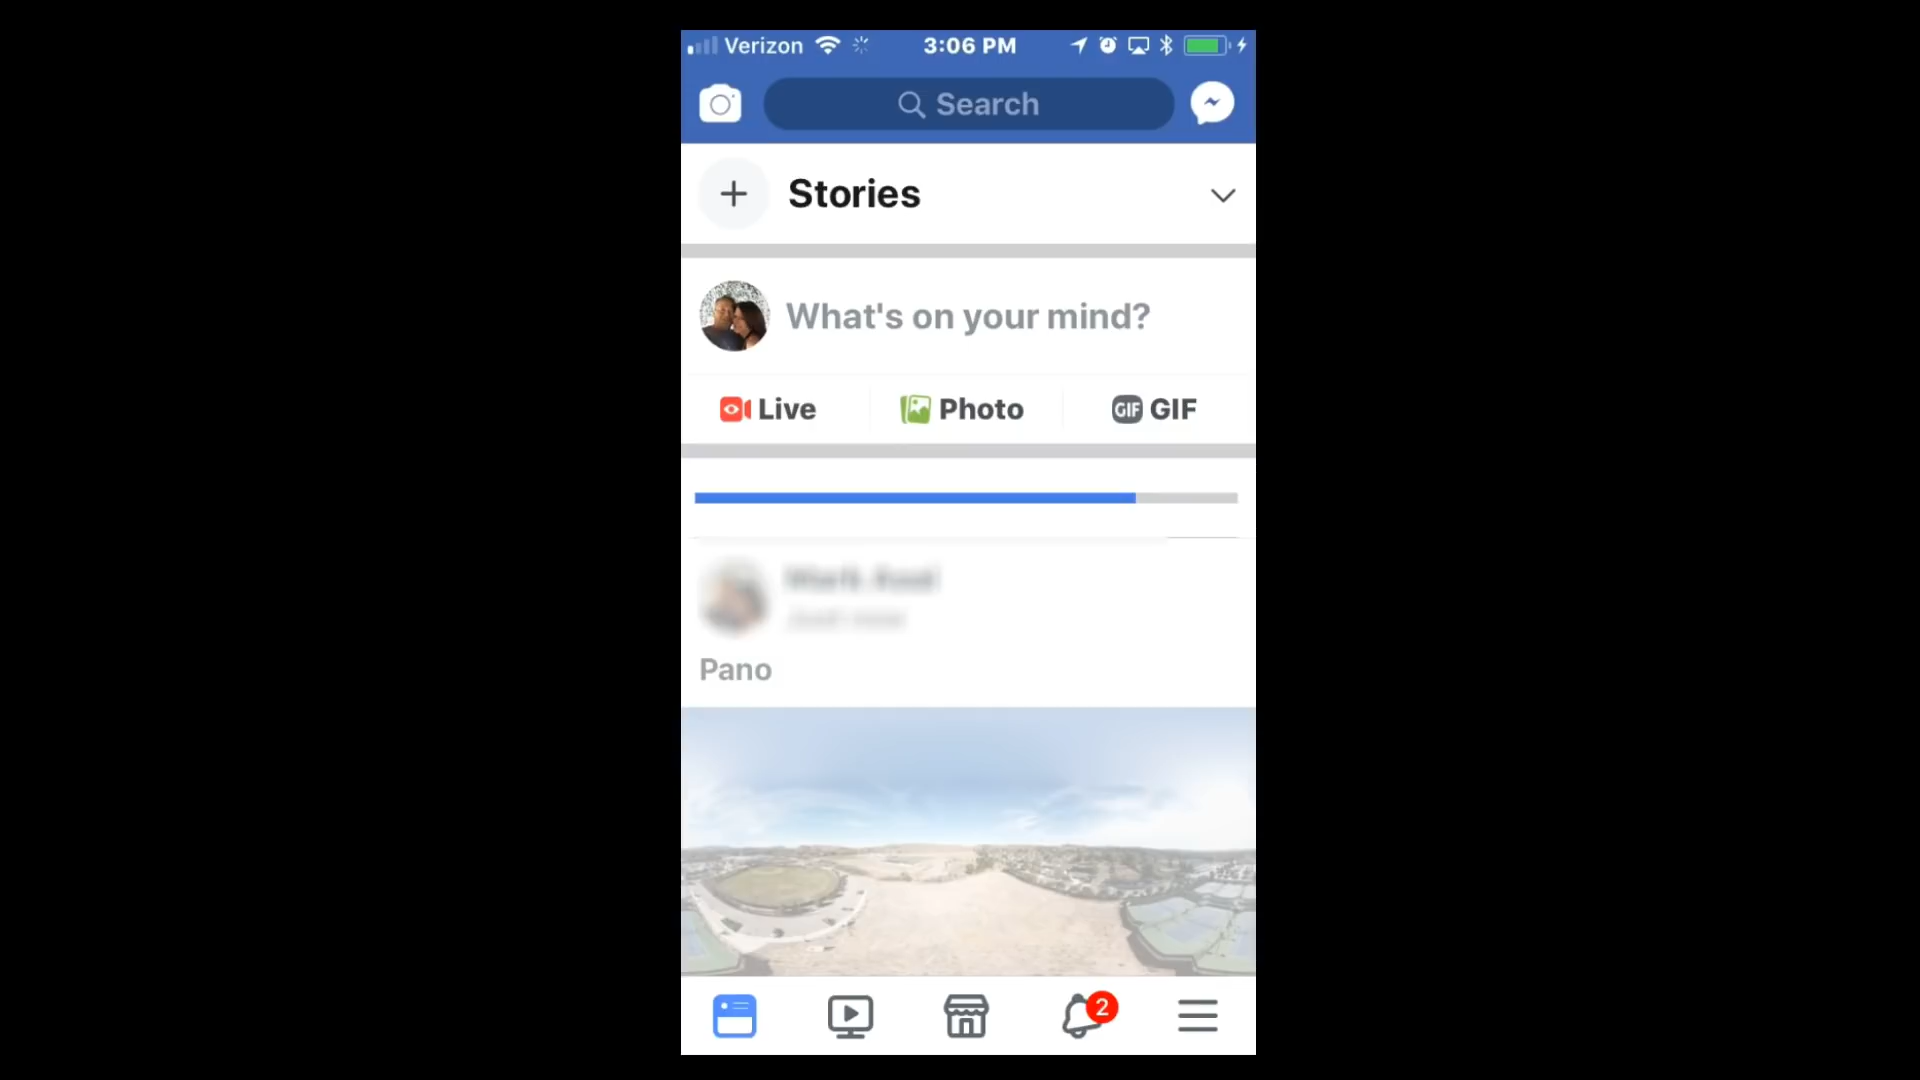 Verizon 3:06 PM
Search
Stories
What's on your mind?
Live Photo GIF GIF
Pano
2